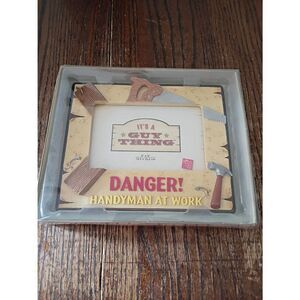 IT'S A
GUY
THING
DANGER!
HANDYMAN AT WORK